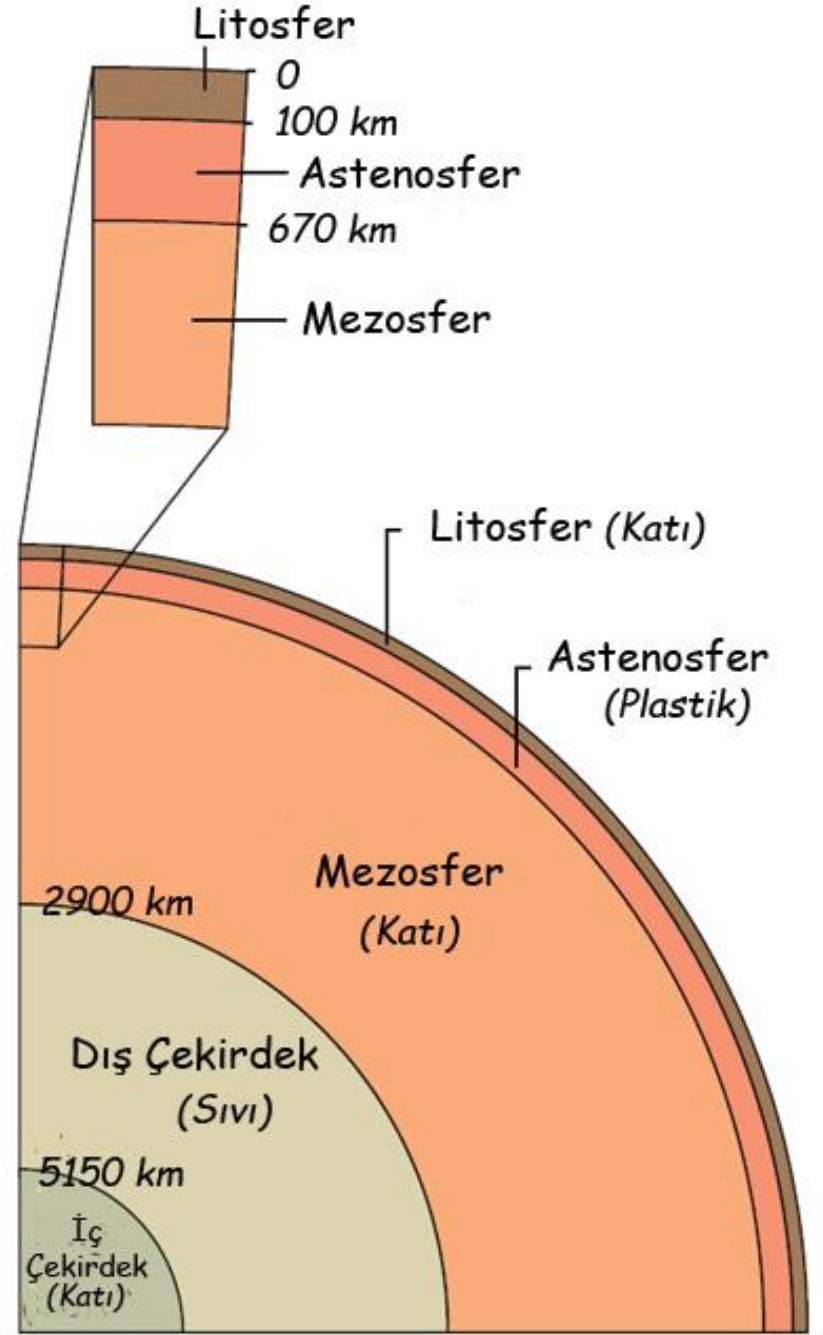 Litosfer
0
100 km
Astenosfer
670 km
Mezosfer
Litosfer (Katı)
Astenosfer
(Plastik)
Mezosfer
(Katı)
2900 km
Dış Çekirdek
(Sıvı)
5150 km
İç
Çekirdek
(Katı)